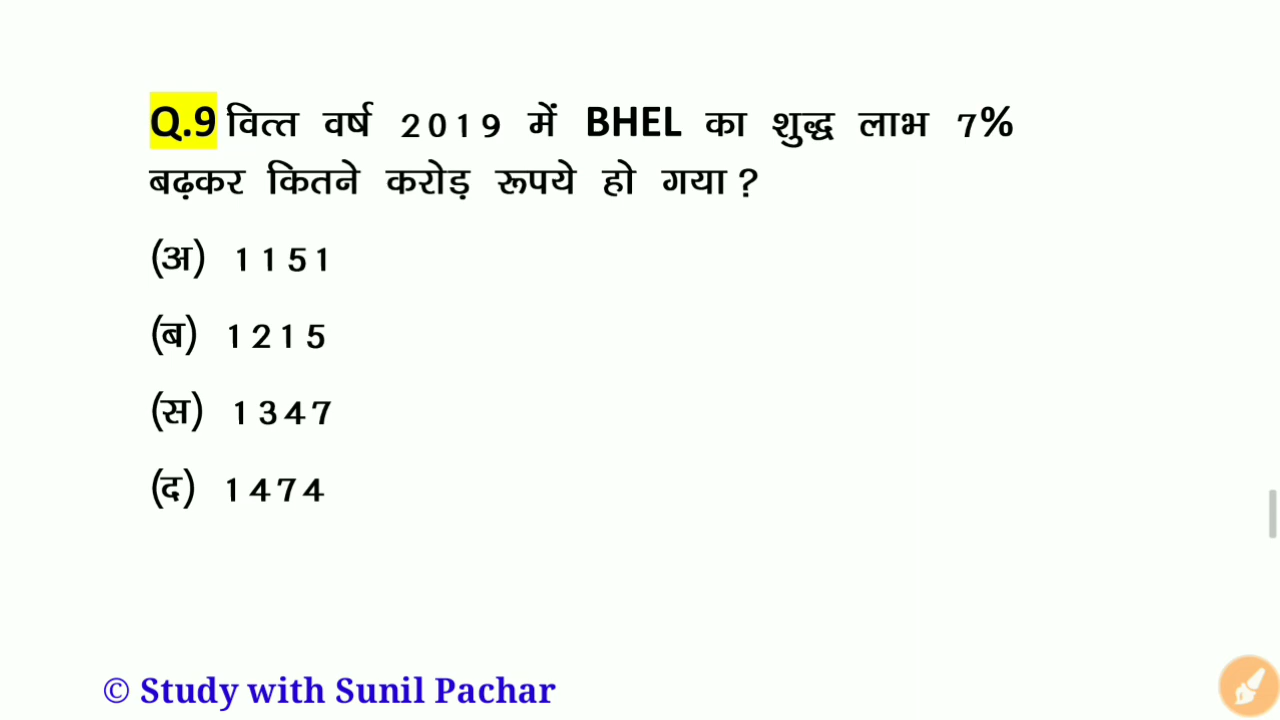 Q.9 वित्त वर्ष 2019 में BHEL का शुद्ध लाभ 7%
बढ़कर कितने करोड़ रूपये हो गया?
(अ) 1151
(ब) 1215
(स) 1347
(द) 1474
© Study with Sunil Pachar